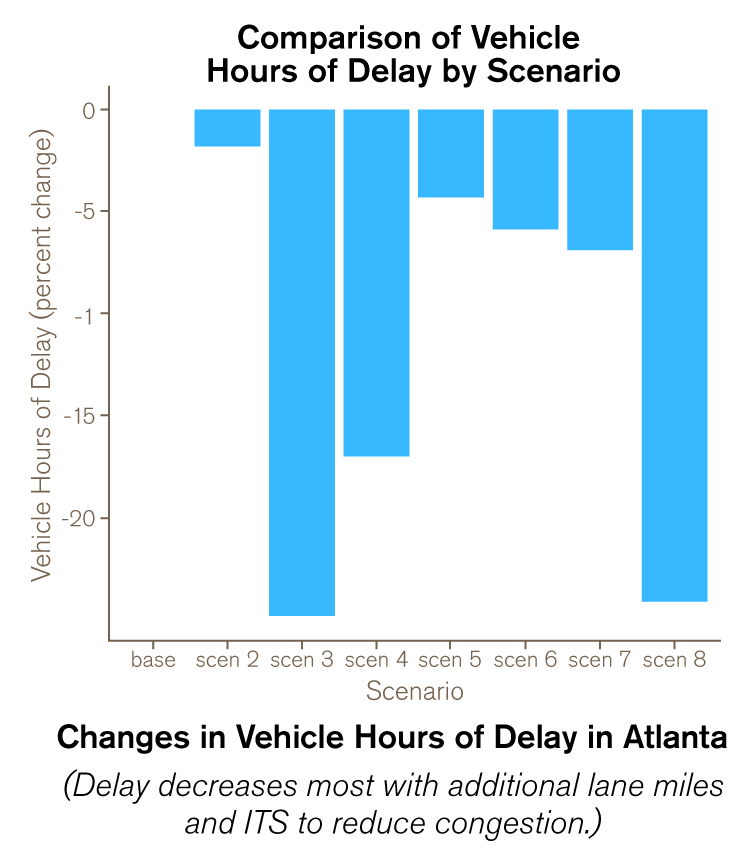 Comparison of Vehicle
Hours of Delay by Scenario
Vehicle Hours of Delay (percent change)
0
-5
-1
-15
-20
base scen 2 scen 3 scen 4 scen 5 scen 6 scen 7 scen 8
Scenario
Changes in Vehicle Hours of Delay in Atlanta
(Delay decreases most with additional lane miles
and ITS to reduce congestion.)